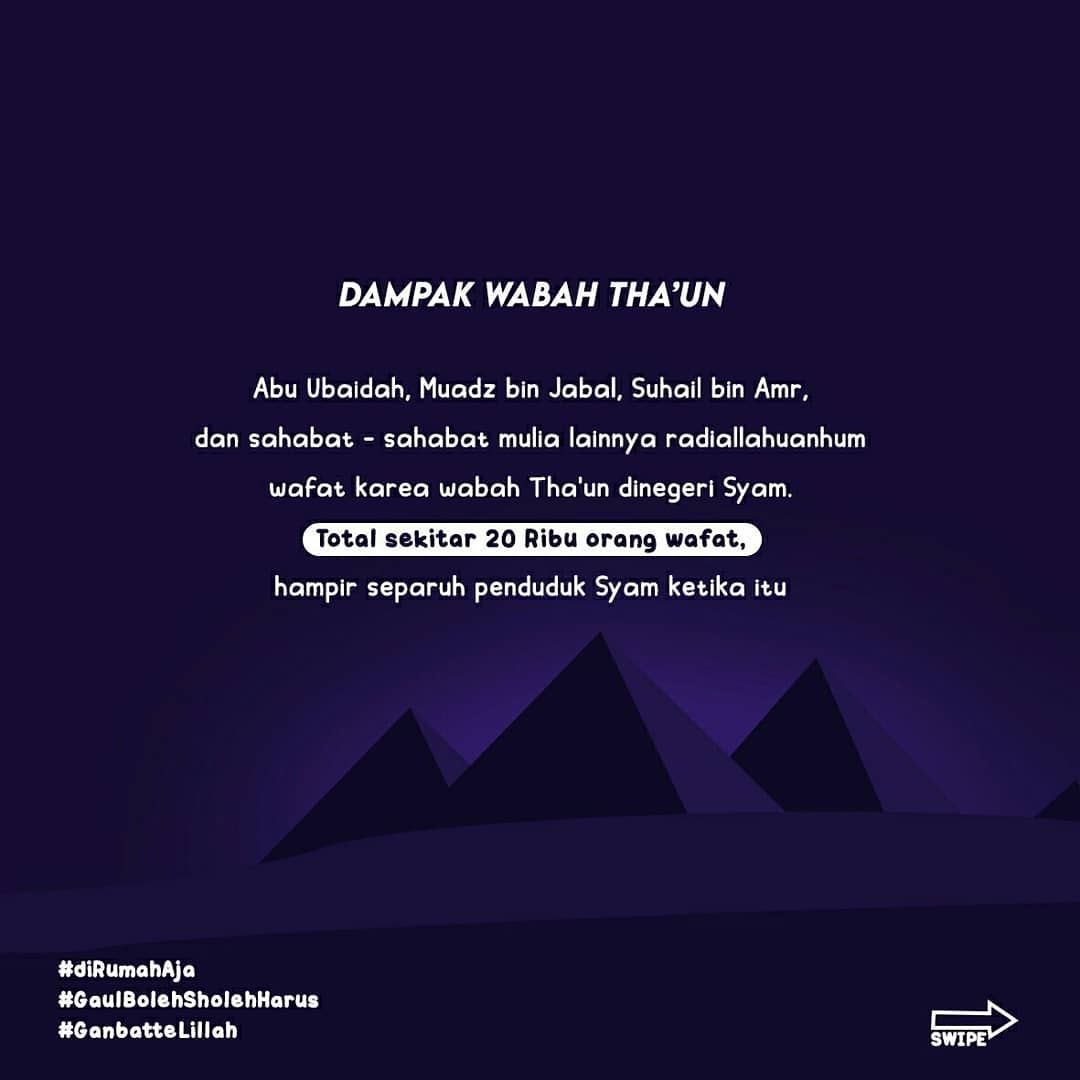 DAMPAK WABAH THA'UN
Abu Ubaidah, Muadz bin Jabal, Suhail bin Amr,
dan sahabat - sahabat mulia lainnya radiallahuanhum
wafat karea wabah Tha'un dinegeri Syam.
Total sekitar 20 Ribu orang wafat,
hampir separuh penduduk Syam ketika itu
#diRumahAja
#GaulBolehSholehHarus
#GanbatteLillah
SWIPE